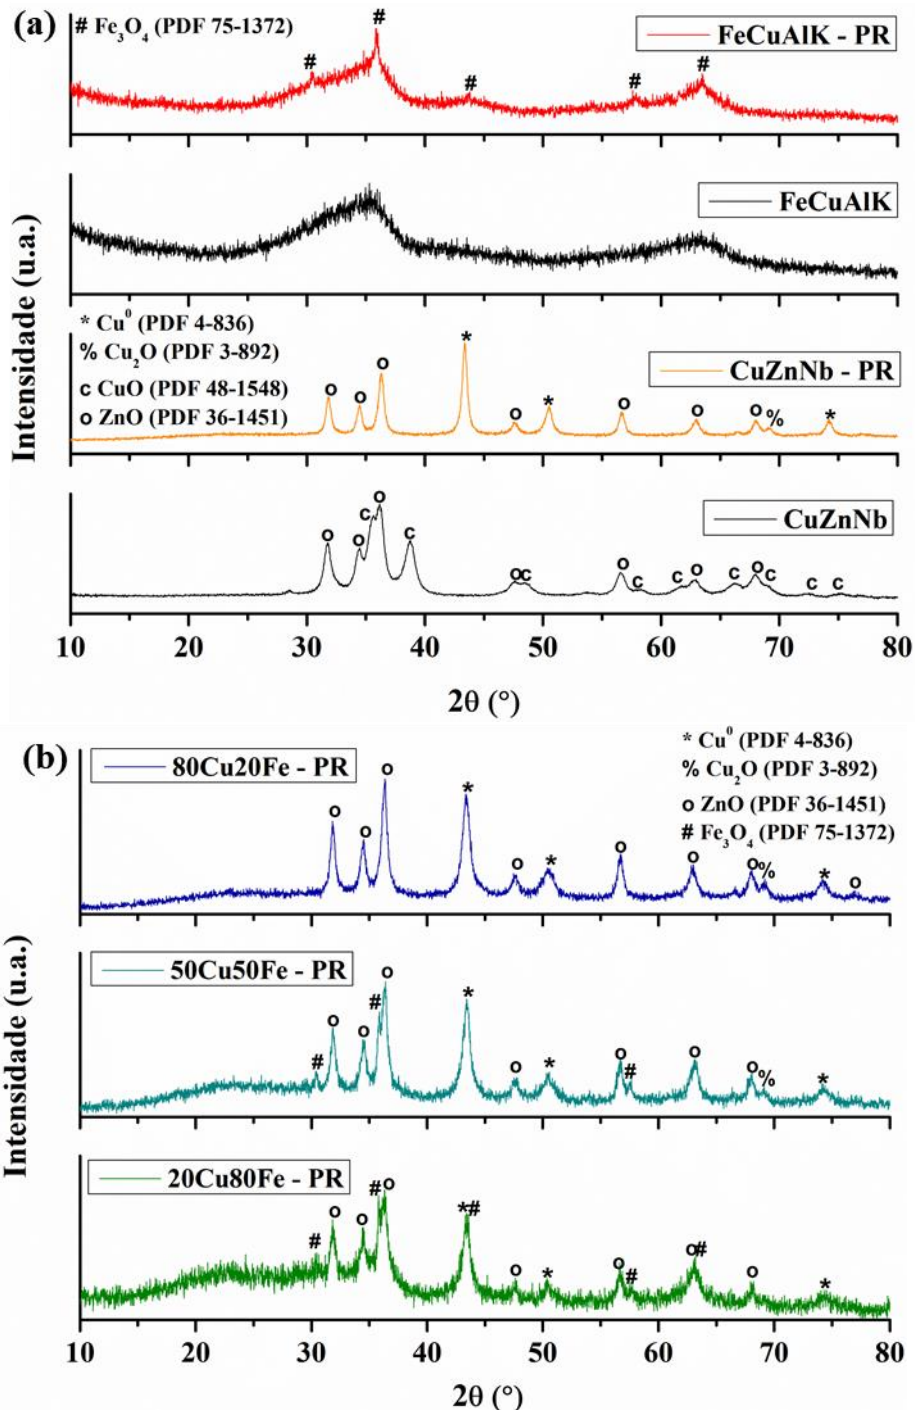 (a)
# Fe₃O₄ (PDF 75-1372)
FeCuAlK - PR
# # # # #
FeCuAlK
Intensidade (u.a.)
* Cu⁰ (PDF 4-836)
% Cu₂O (PDF 3-892)
c CuO (PDF 48-1548)
o ZnO (PDF 36-1451)
CuZnNb - PR
o o o * o * o o o % *
CuZnNb
o o c o c o c o c c o c o c c c
10 20 30 40 50 60 70 80
2θ (°)
(b)
80Cu20Fe - PR
* Cu⁰ (PDF 4-836)
% Cu₂O (PDF 3-892)
o ZnO (PDF 36-1451)
# Fe₃O₄ (PDF 75-1372)
o o o * o * o o o % * o
Intensidade (u.a.)
50Cu50Fe - PR
# o o # o * o * o # o o % *
20Cu80Fe - PR
# o o # o *# o * o # o# o *
10 20 30 40 50 60 70 80
2θ (°)